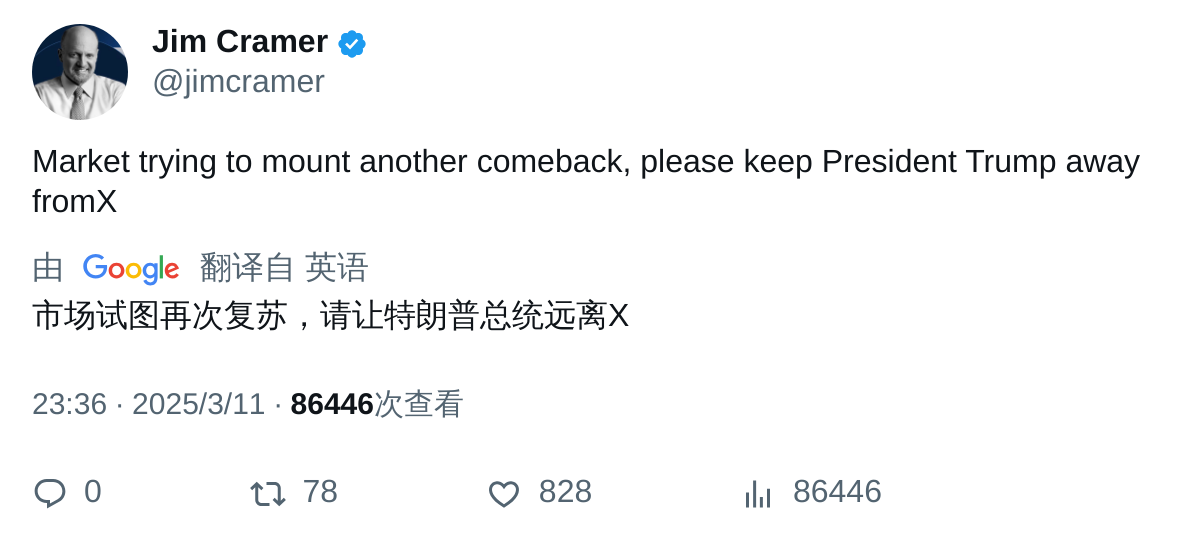 Jim Cramer
@jimcramer
Market trying to mount another comeback, please keep President Trump away
fromX
由 Google 翻译自 英语
市场试图再次复苏，请让特朗普总统远离X
23:36 · 2025/3/11 · 86446次查看
0 78 828 86446